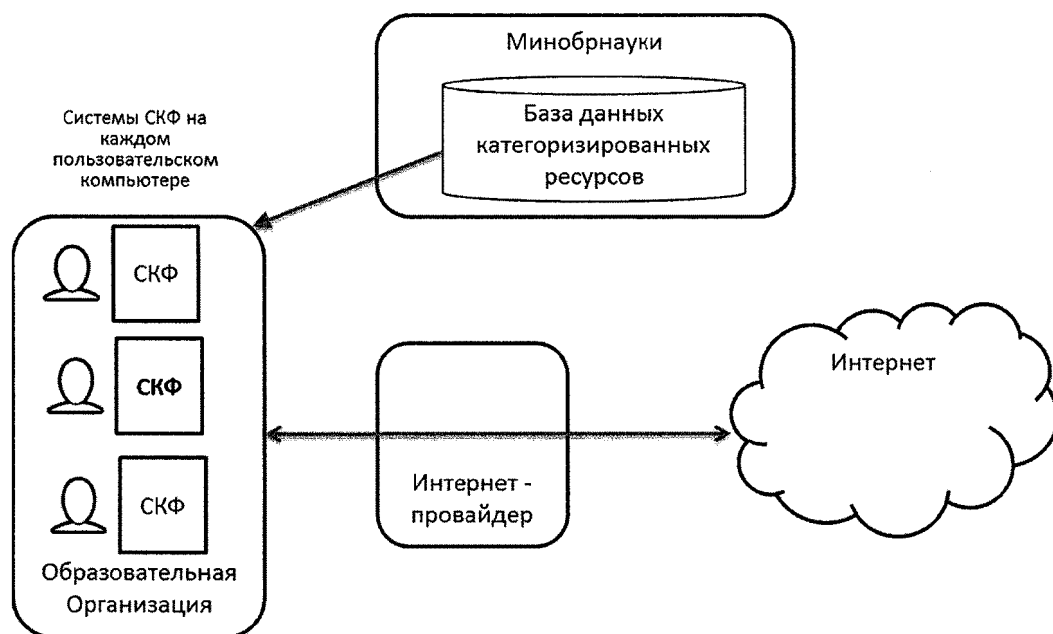 Минобрнауки
База данных
категоризированных
ресурсов
Системы СКФ на
каждом
пользовательском
компьютере
СКФ
СКФ
СКФ
Образовательная
Организация
Интернет -
провайдер
Интернет